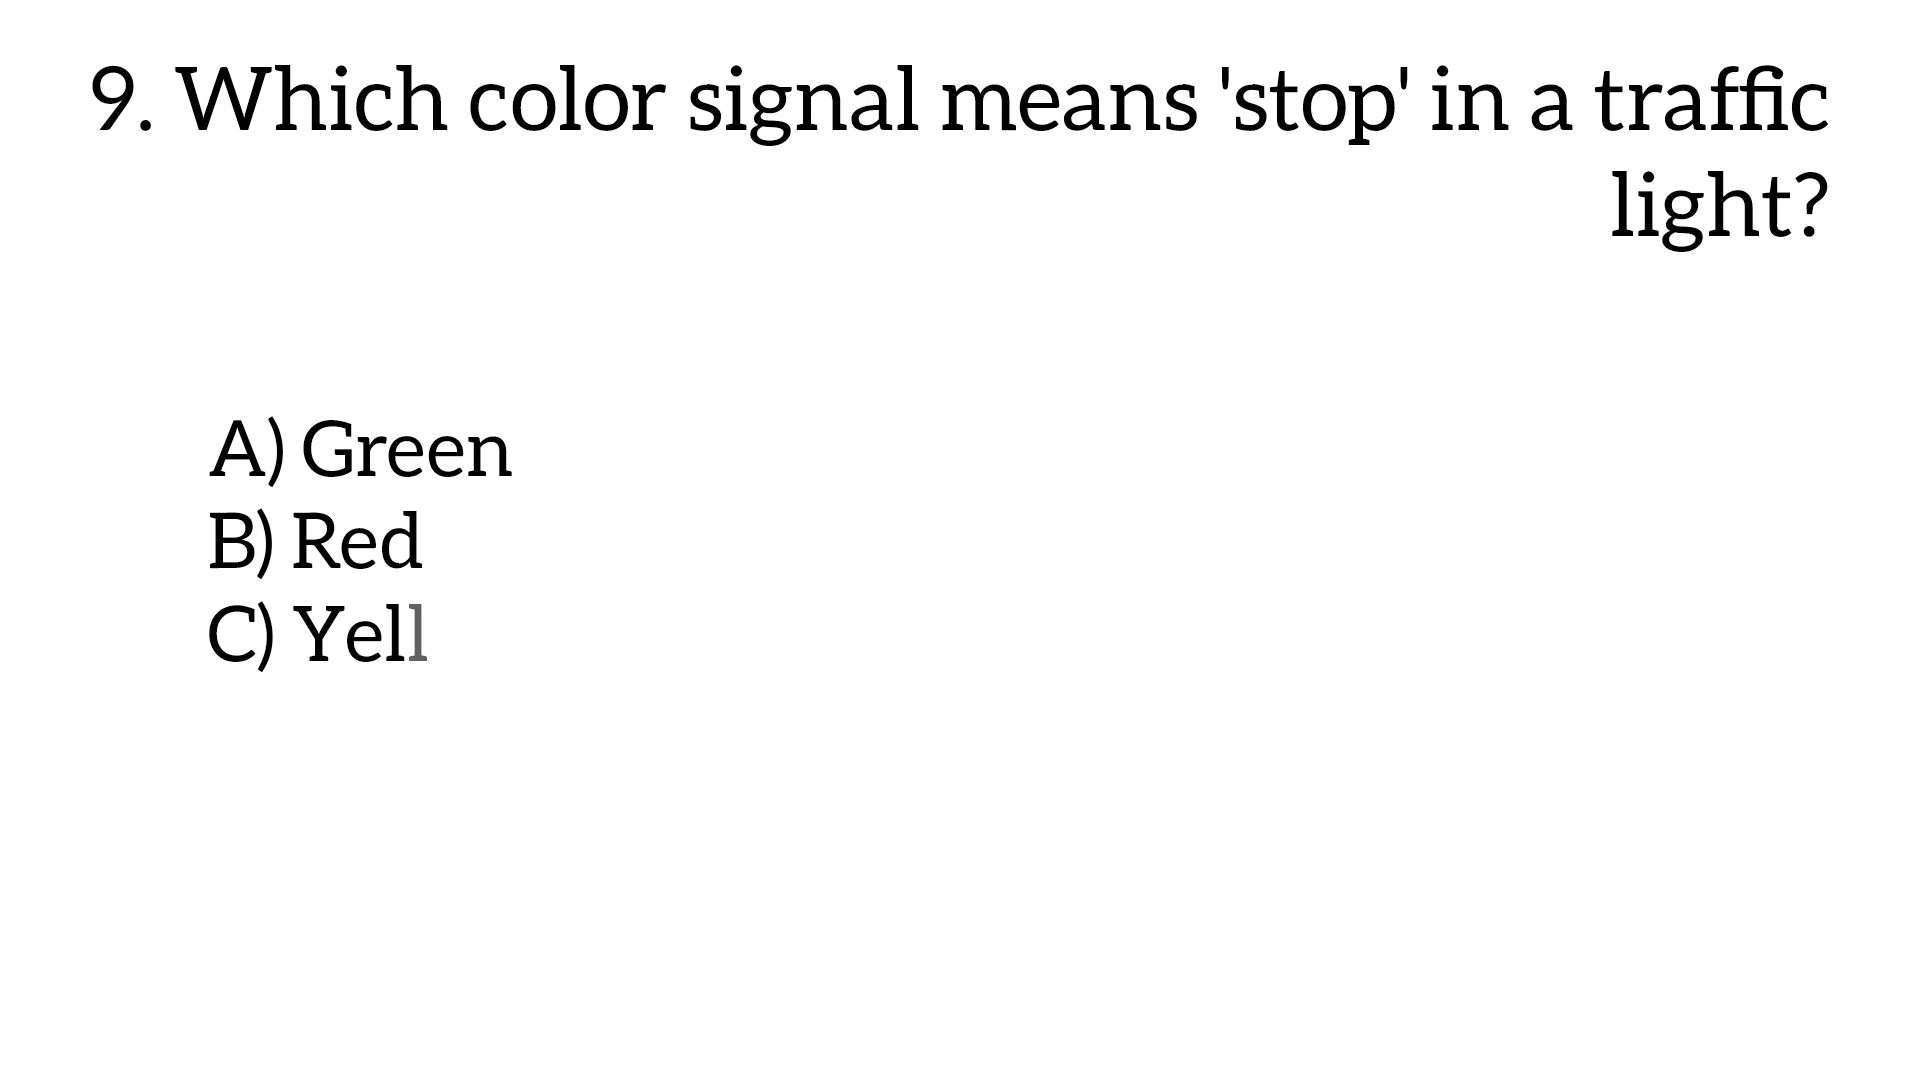 9. Which color signal means 'stop' in a traffic
light?
A) Green
B) Red
C) Yell